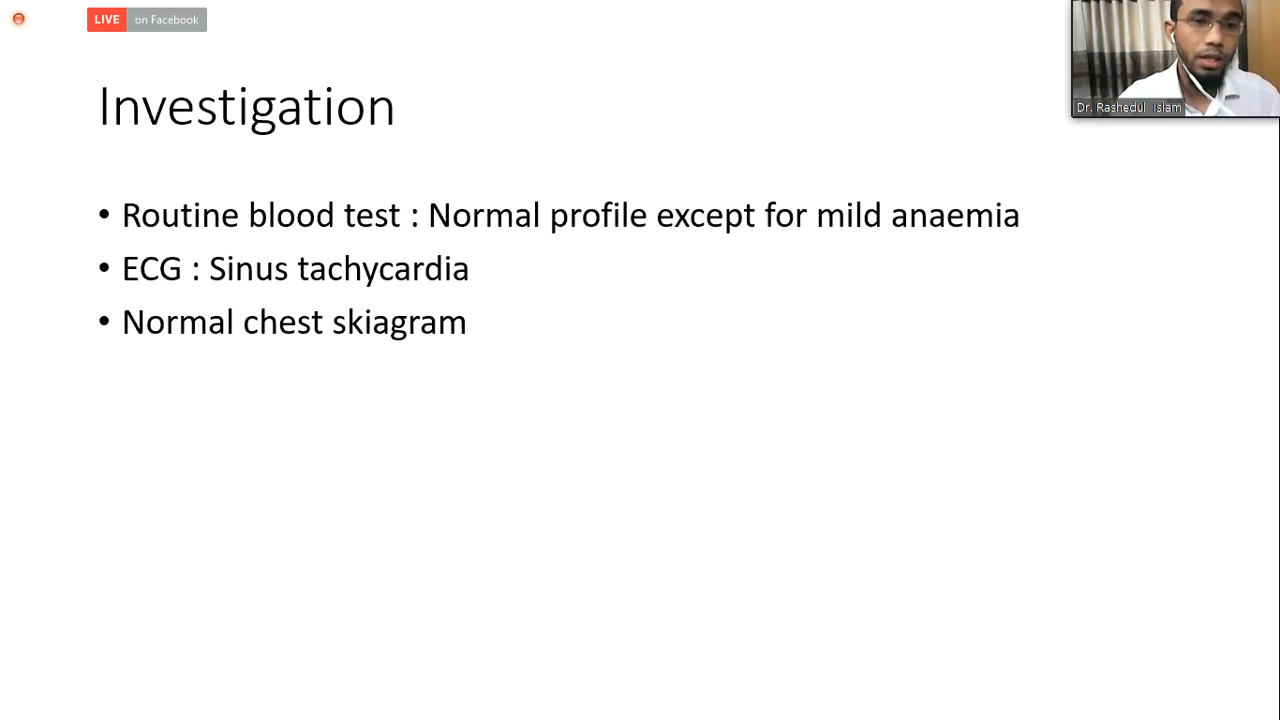 LIVE on Facebook
Dr. Rashedul Islam
Investigation
• Routine blood test : Normal profile except for mild anaemia
• ECG : Sinus tachycardia
• Normal chest skiagram